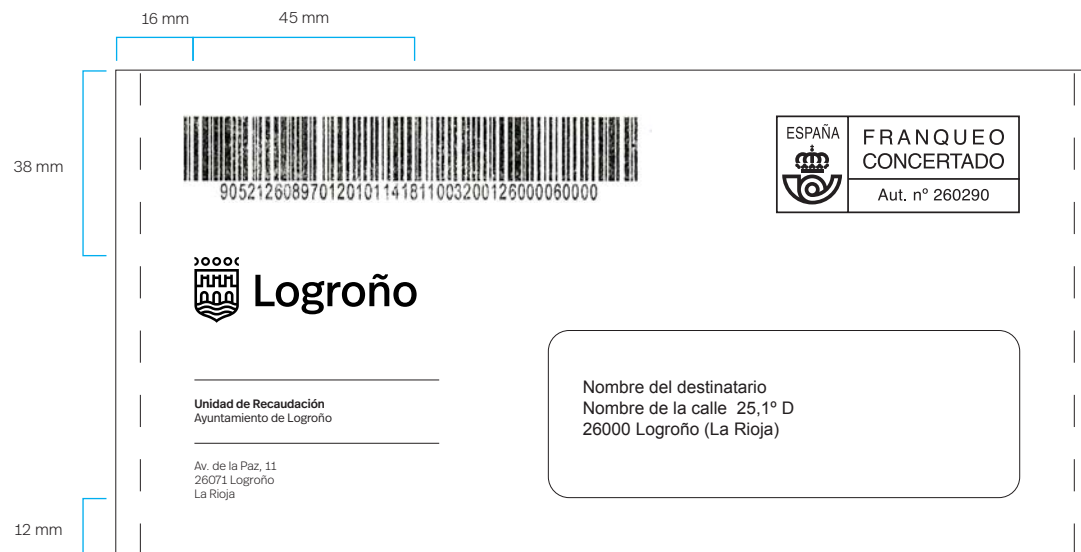 16 mm
45 mm
38 mm
9052126089701201011418110032001260000​60000
ESPAÑA
FRANQUEO
CONCERTADO
Aut. nº 260290
Logroño
Unidad de Recaudación
Ayuntamiento de Logroño
Av. de la Paz, 11
26071 Logroño
La Rioja
Nombre del destinatario
Nombre de la calle  25,1º D
26000 Logroño (La Rioja)
12 mm